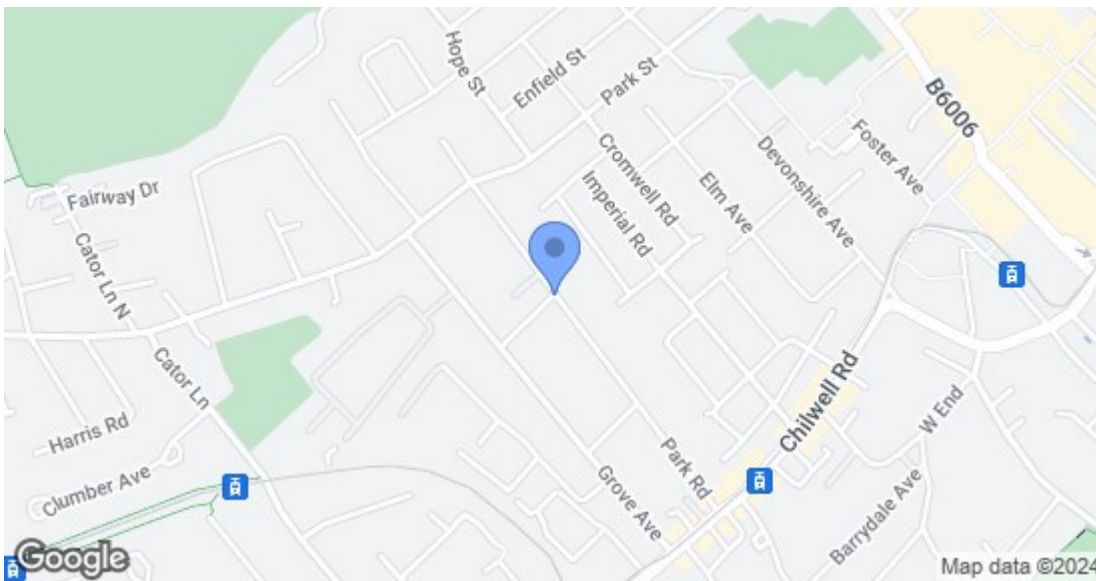 Hope St
Enfield St
Park St
B6006
Foster Ave
Devonshire Ave
Cromwell Rd
Elm Ave
Imperial Rd
Fairway Dr
Cator Ln N
Cator Ln
Chilwell Rd
W End
Harris Rd
Park Rd
Grove Ave
Clumber Ave
Barrydale Ave
Google
Map data ©2024